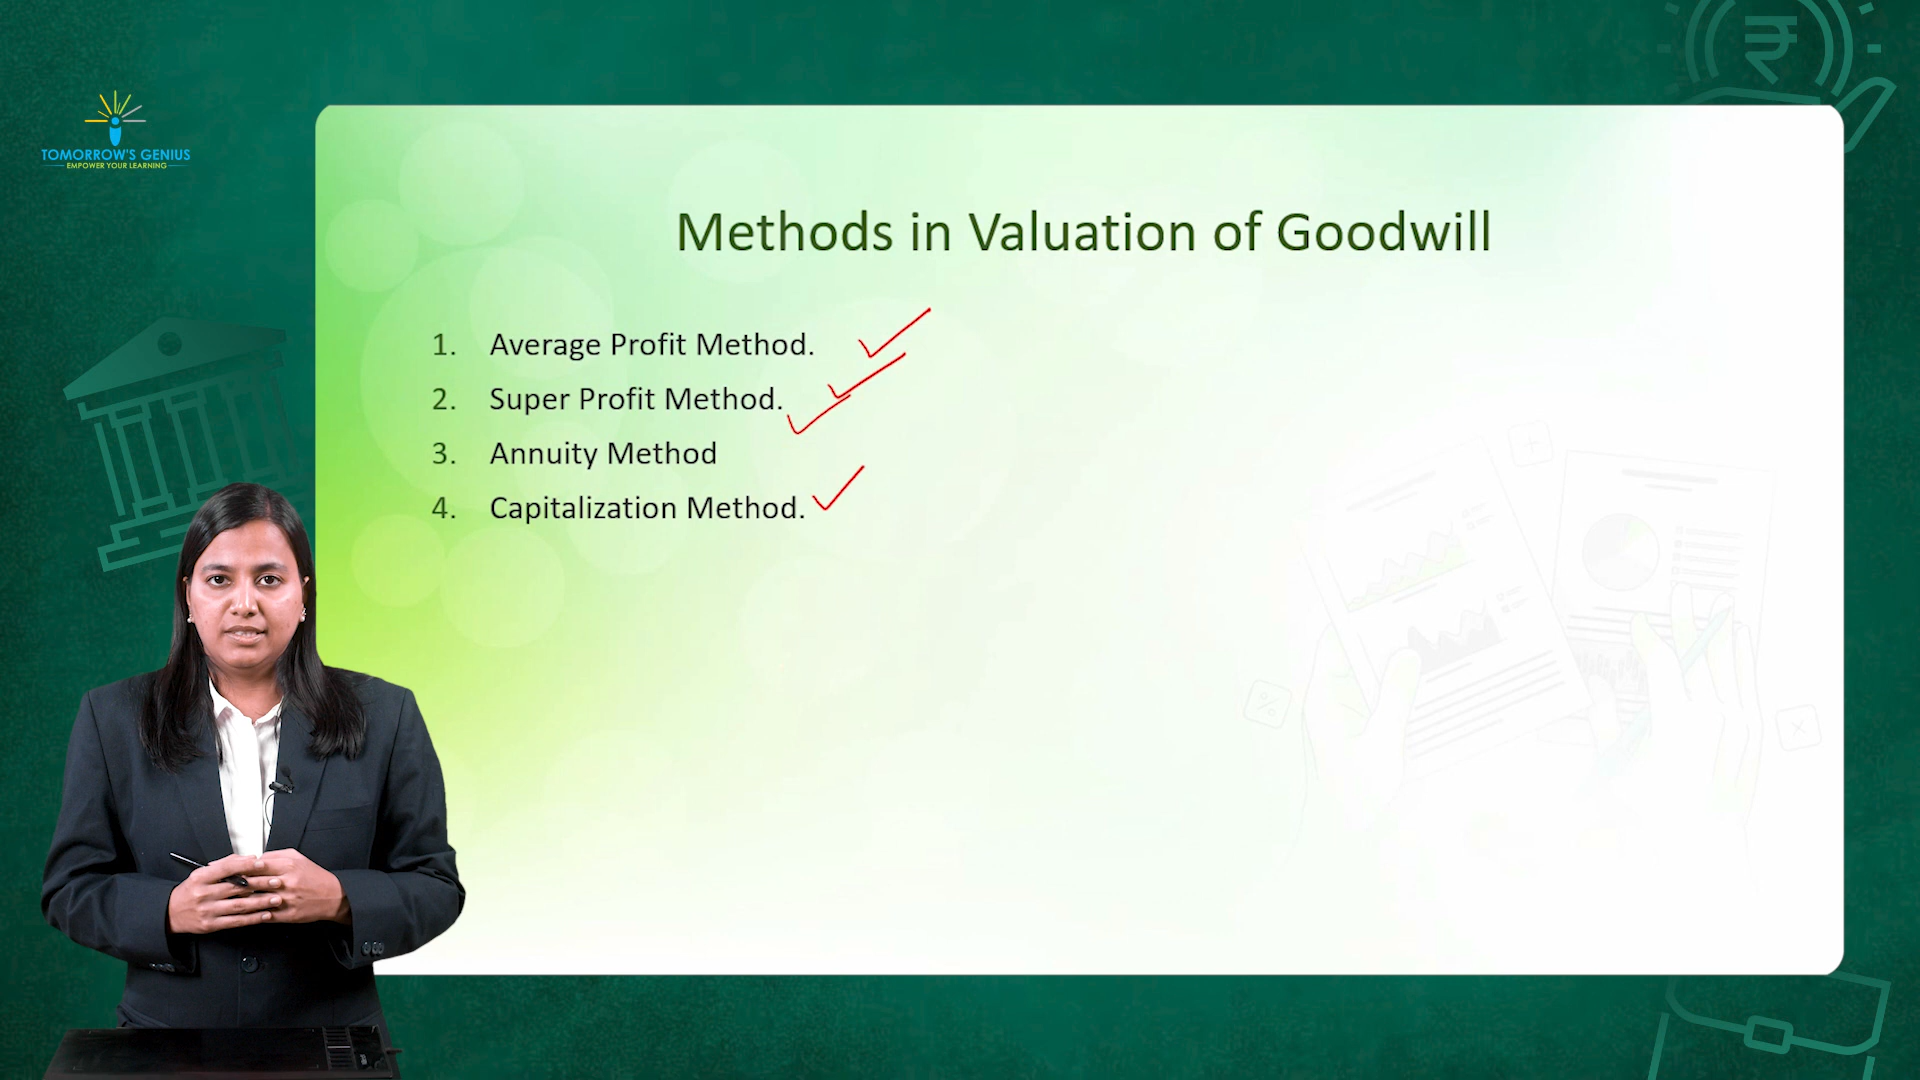 TOMORROW'S GENIUS
EMPOWER YOUR LEARNING
₹
Methods in Valuation of Goodwill
1. Average Profit Method.
2. Super Profit Method.
3. Annuity Method
4. Capitalization Method.